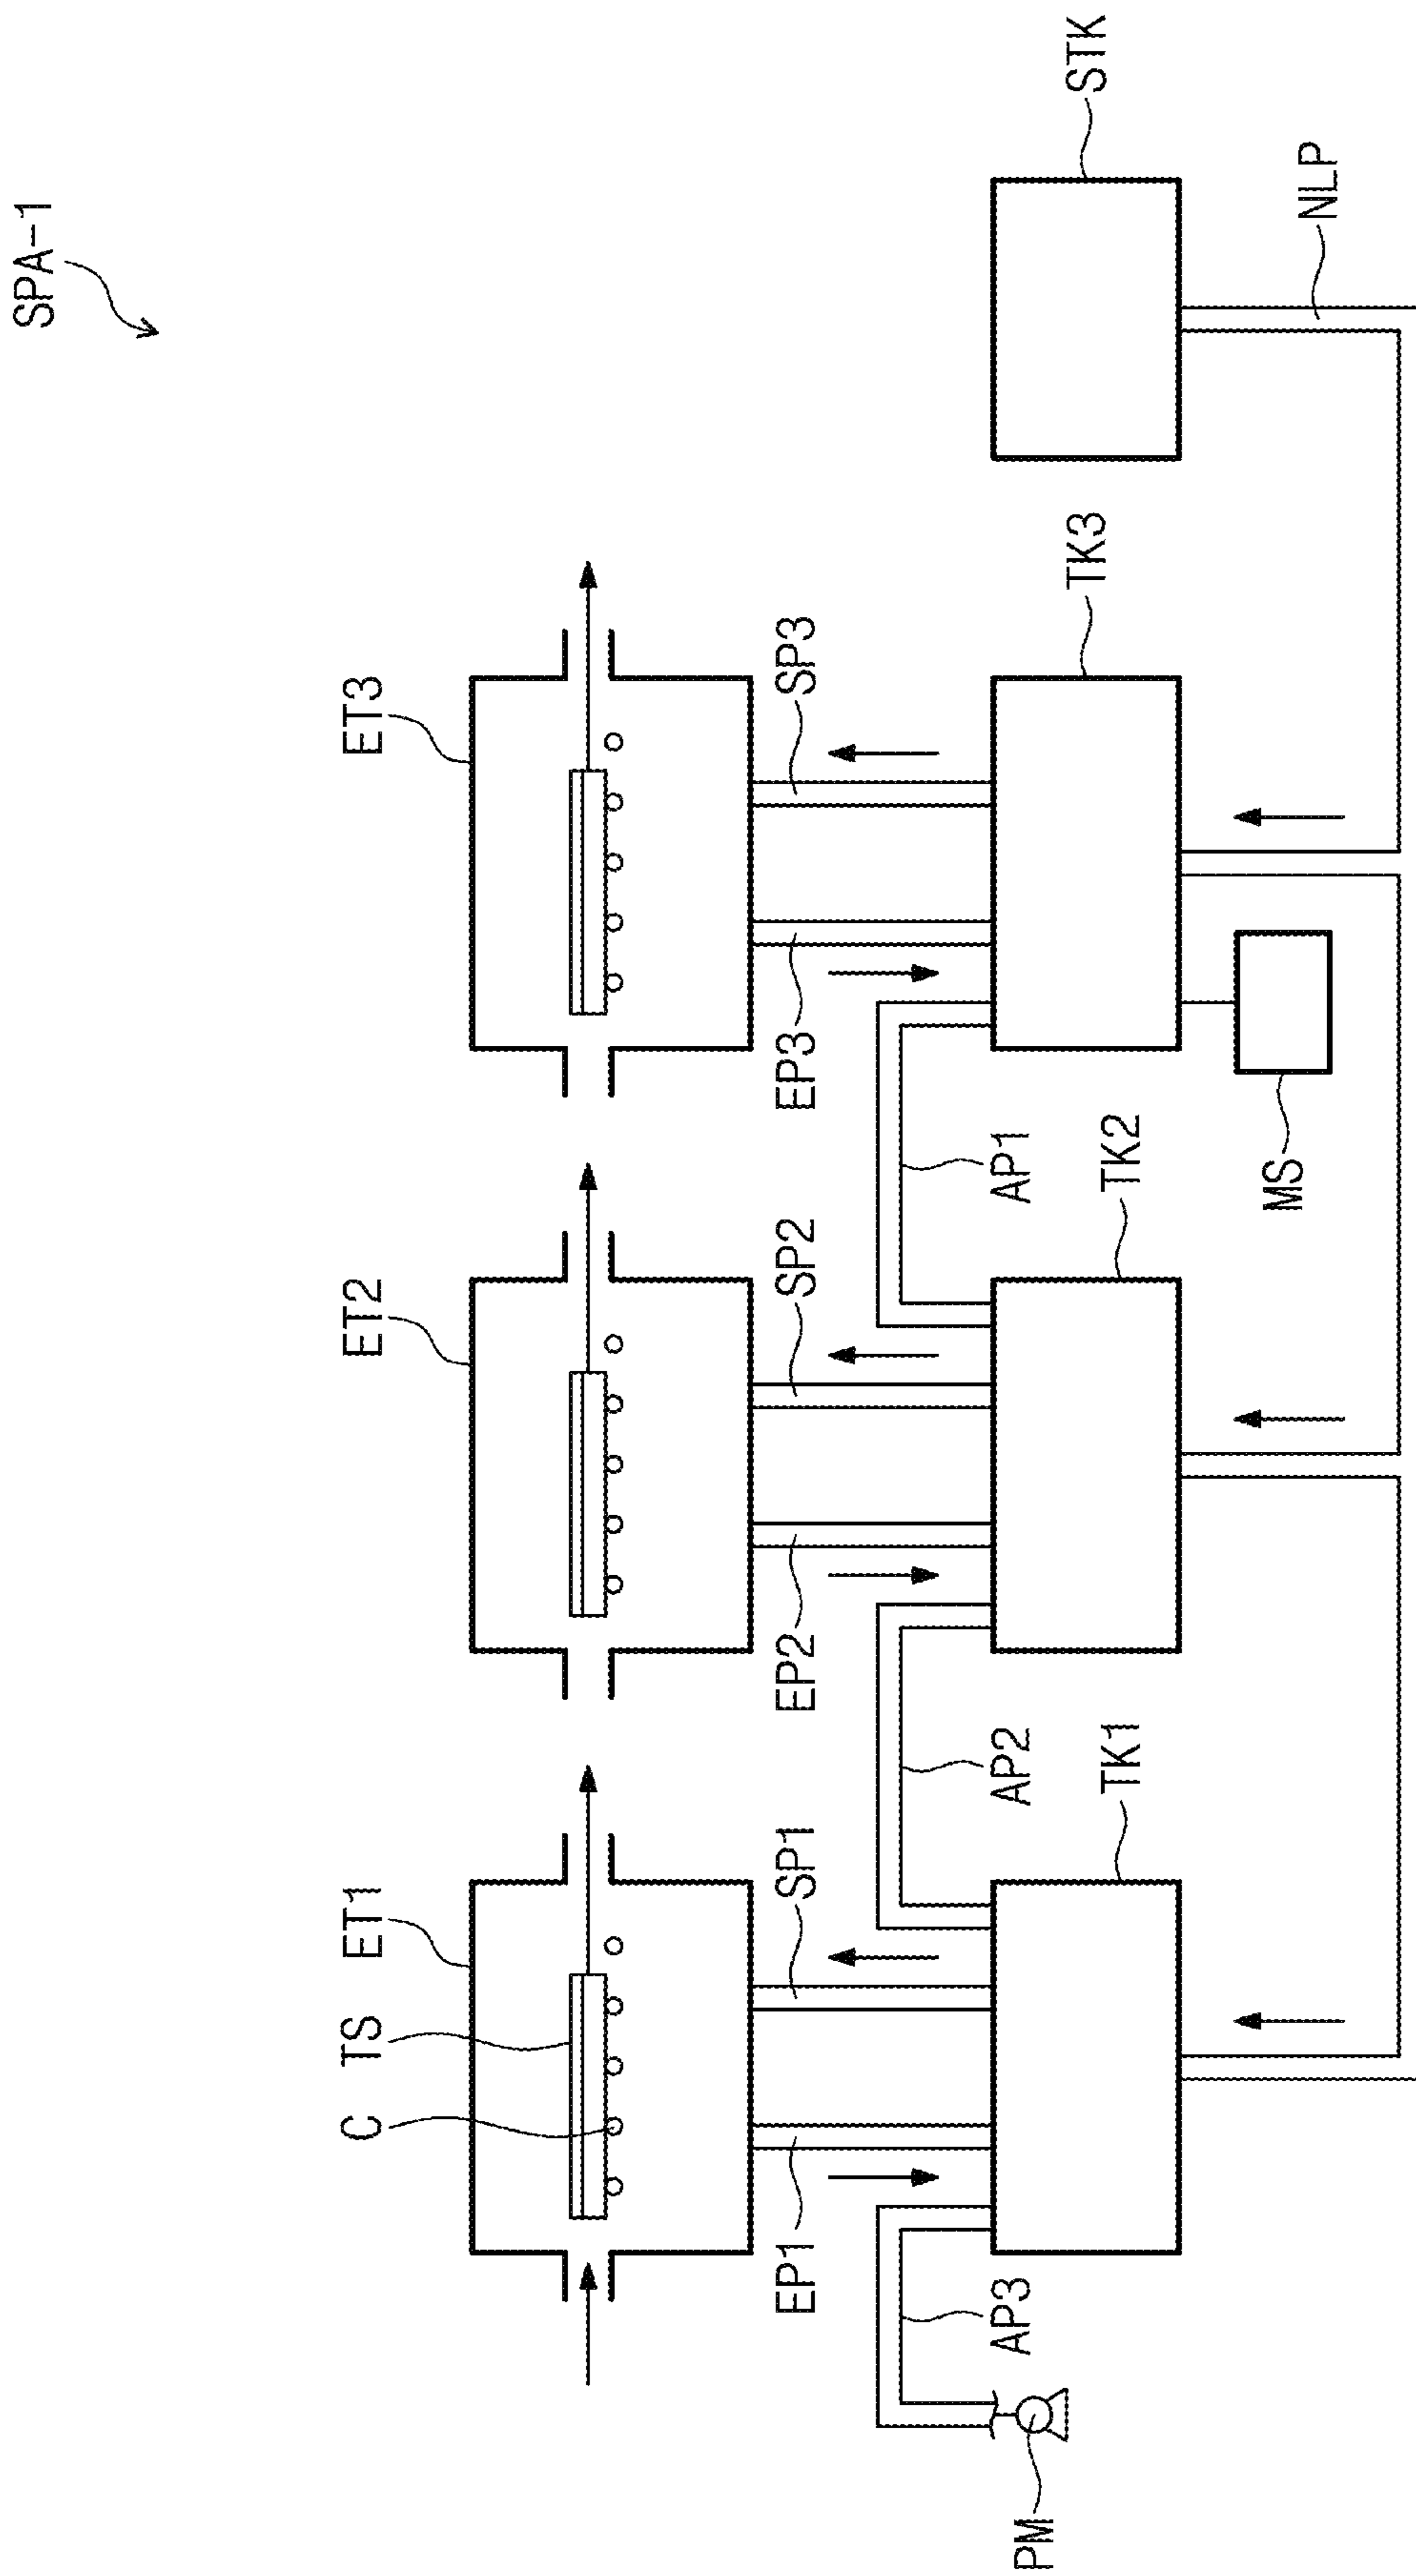 SPA-1
ET1
ET2
ET3
TS
C
SP1
SP2
SP3
EP1
EP2
EP3
AP3
AP2
AP1
TK1
TK2
TK3
STK
PM
MS
NLP